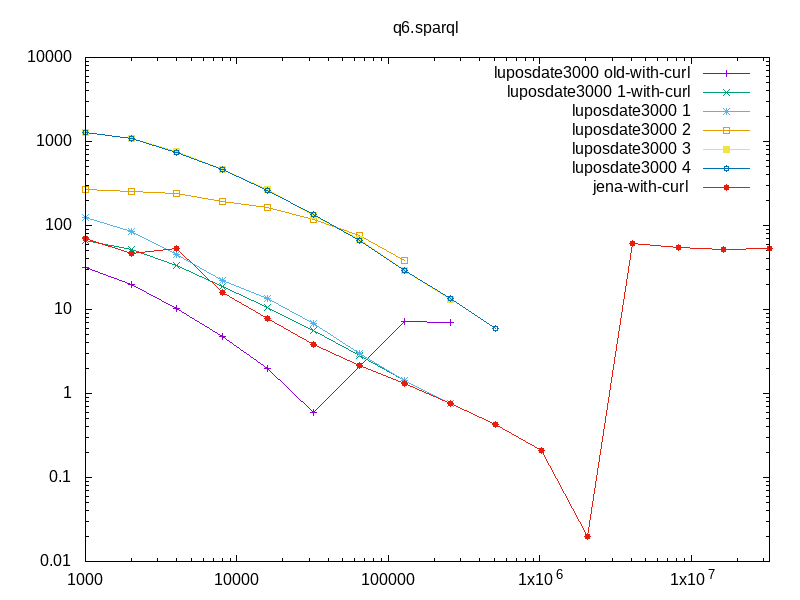 q6.sparql
10000
1000
100
10
1
0.1
0.01
luposdate3000 old-with-curl
luposdate3000 1-with-curl
luposdate3000 1
luposdate3000 2
luposdate3000 3
luposdate3000 4
jena-with-curl
1000 10000 100000 1x10^6 1x10^7